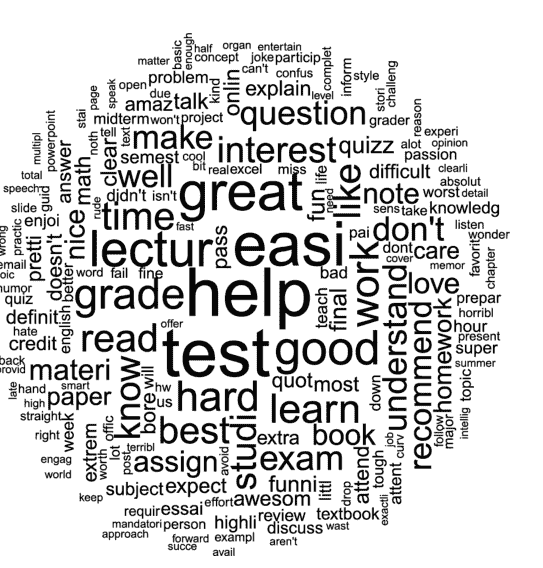 half organ entertain
matter basic enough concept joke particip
problem can't confus complet
open kind onlin explain level inform style
page speak due amaz talk question stori challeng
stai midterm won't project grader reason
multipl powerpoint noth tell text make interest quizz alot experi opinion
answer math clear semest cool passion
total well bit real excel miss difficult clearli
speech guid rude didn't isn't great fun life need like note worst absolut detail
slide enjoi nice time fast sens take knowledg
wrong practic pretti doesn't lectur pass easi pai don't listen
dont care favorit wonder
email cover memor chapter
humor better word fail fine bad work love
quiz grade help teach final understand prepar
definit english horribl
hate offer recommend homework hour
credit read test good present
back super
provid materi summer
late hand smart know will hw quot most down topic
high paper bore us hard learn follow major intellig
straight
right week offic best studi extra book job curv
engag extrem worth lot post terribl assign avoid exam attend tough attent
world
keep subject expect effort awesom funni littl drop exactli
requir essai highli review textbook
mandatori person discuss wast
approach forward exampl aren't
succe avail